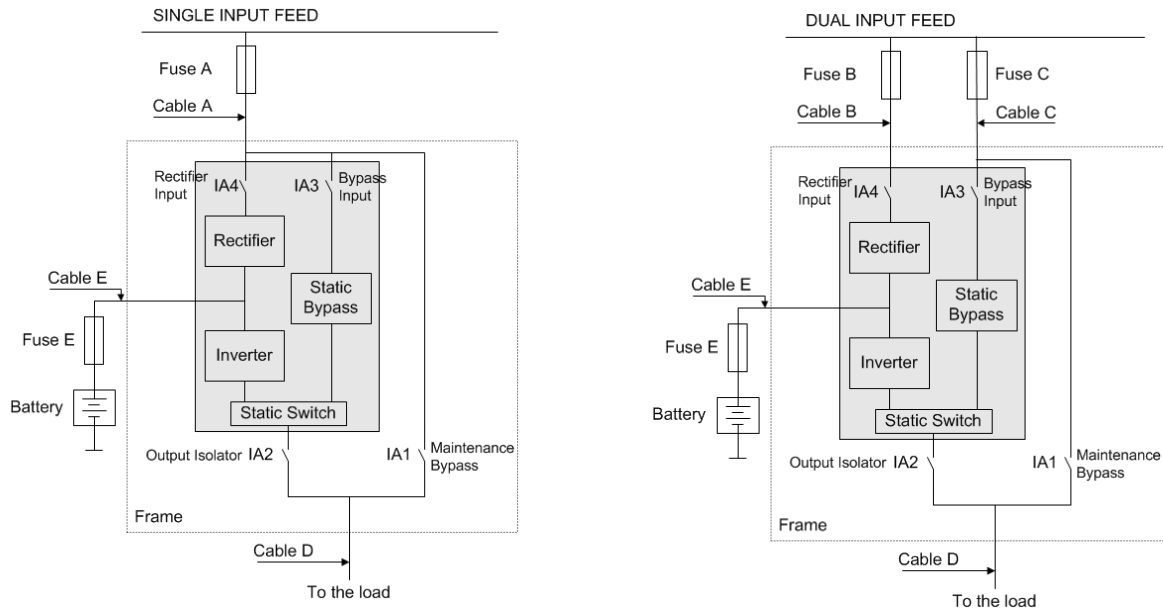 SINGLE INPUT FEED
Fuse A
Cable A
Rectifier
Input
IA4
IA3
Bypass
Input
Rectifier
Cable E
Static
Bypass
Fuse E
Inverter
Battery
Static Switch
Output Isolator
IA2
IA1
Maintenance
Bypass
Frame
Cable D
To the load
DUAL INPUT FEED
Fuse B
Fuse C
Cable B
Cable C
Rectifier
Input
IA4
IA3
Bypass
Input
Rectifier
Cable E
Static
Bypass
Fuse E
Inverter
Battery
Static Switch
Output Isolator
IA2
IA1
Maintenance
Bypass
Frame
Cable D
To the load